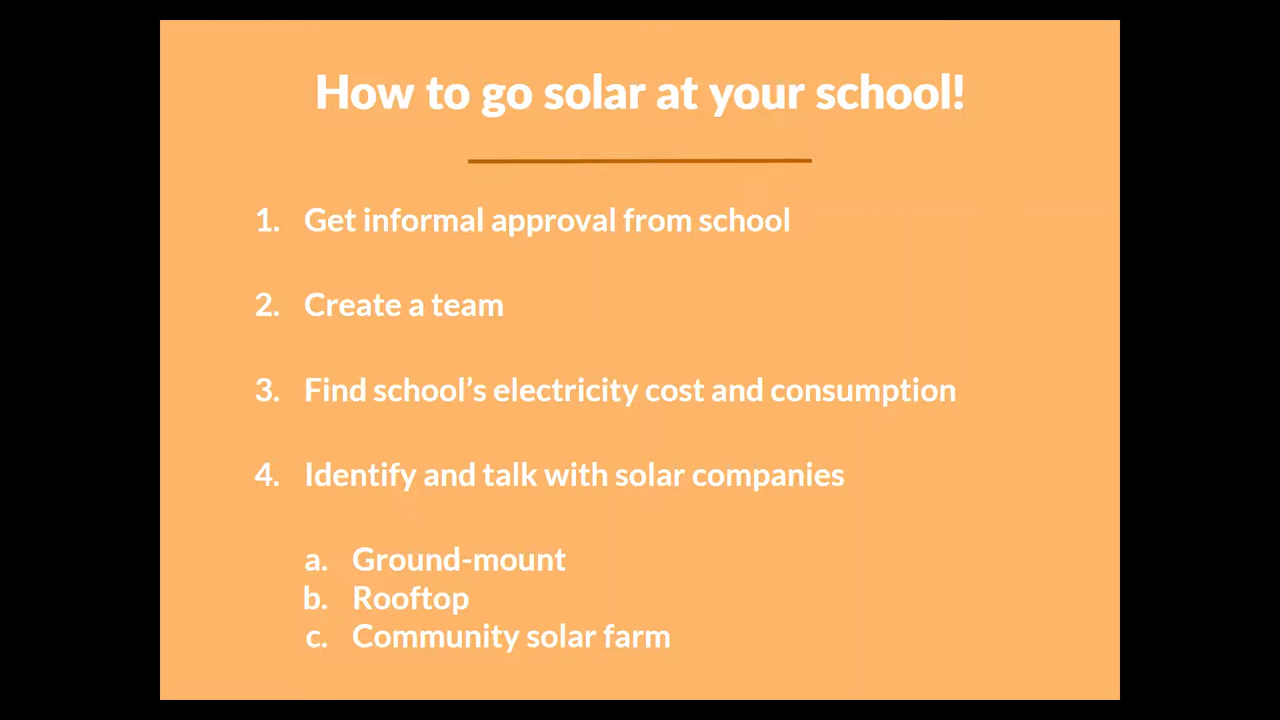 How to go solar at your school!
1. Get informal approval from school
2. Create a team
3. Find school’s electricity cost and consumption
4. Identify and talk with solar companies
a. Ground-mount
b. Rooftop
c. Community solar farm